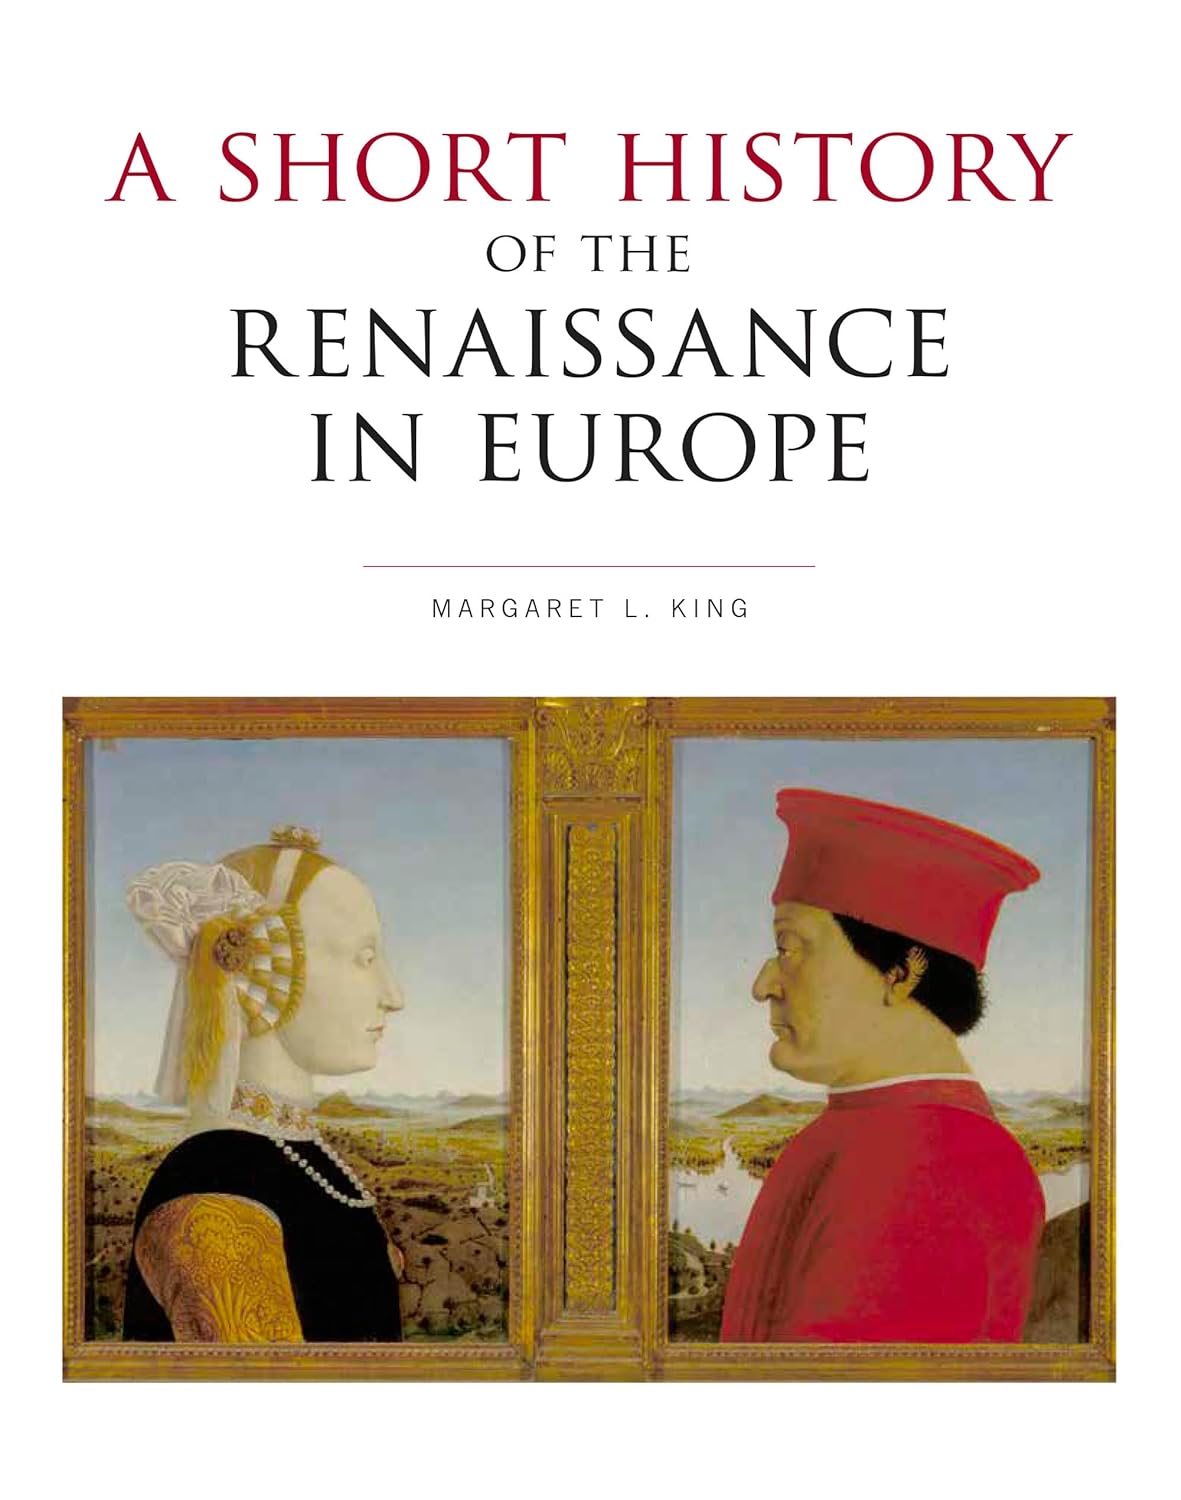 A SHORT HISTORY
OF THE
RENAISSANCE
IN EUROPE
MARGARET L. KING